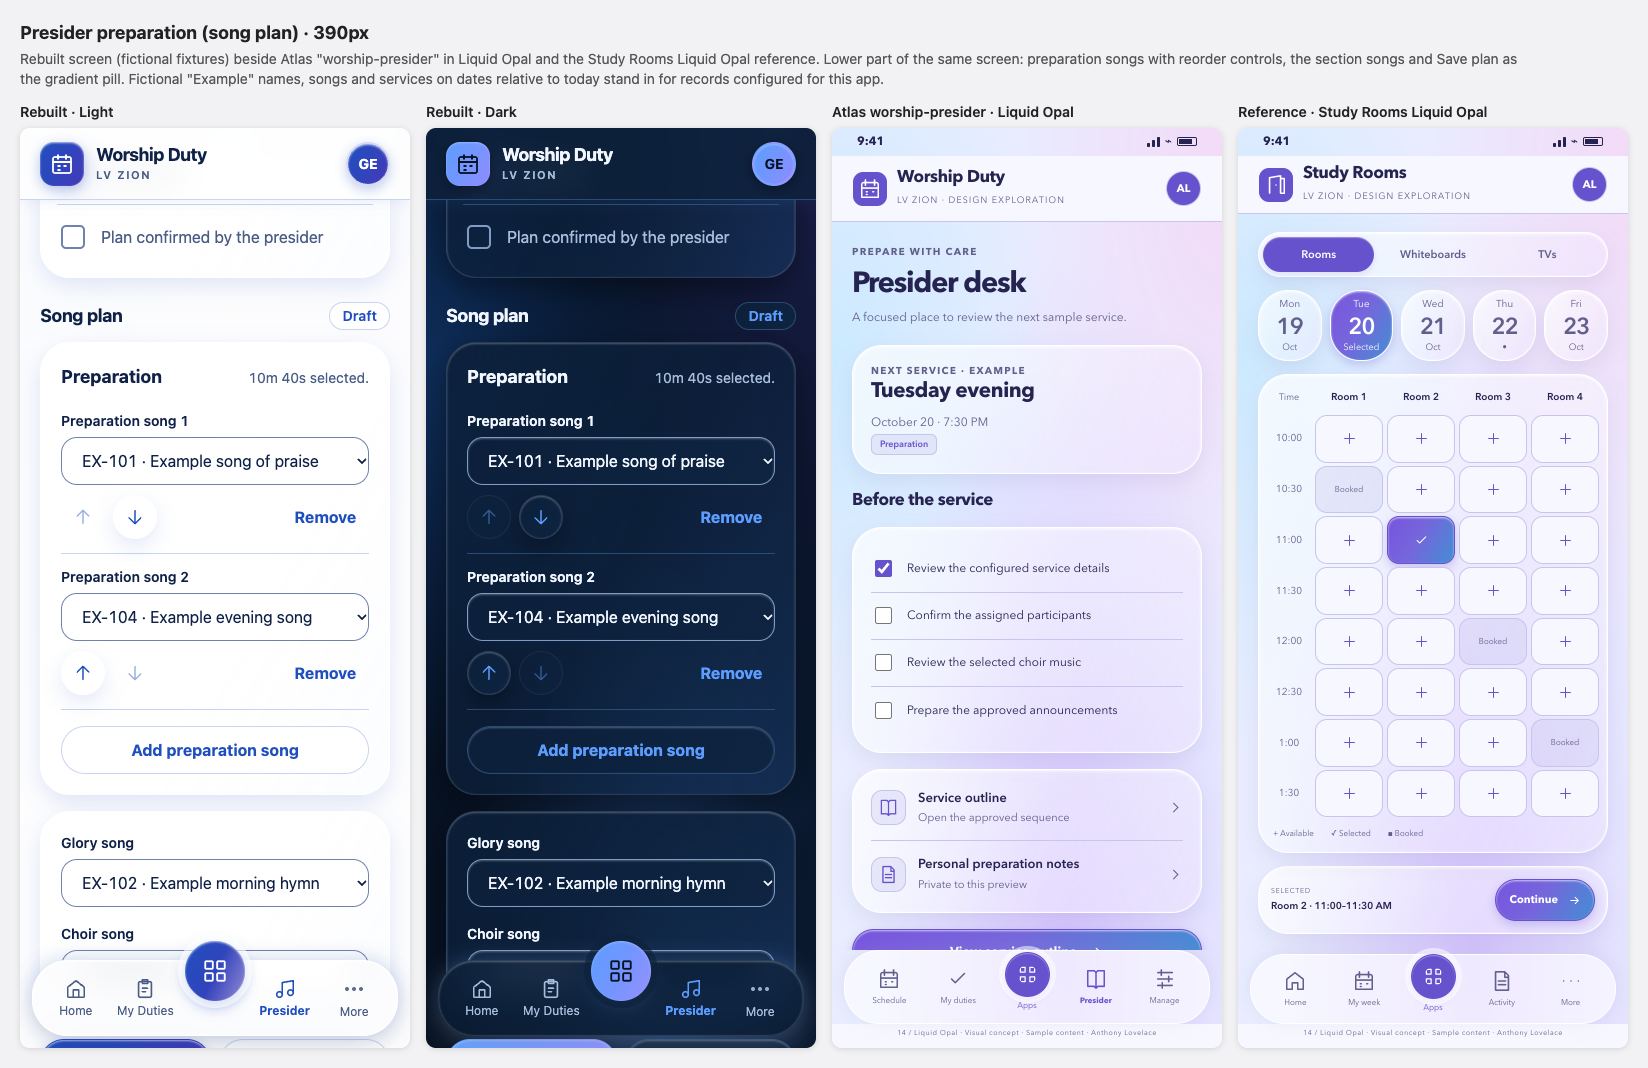 Presider preparation (song plan) · 390px
Rebuilt screen (fictional fixtures) beside Atlas "worship-presider" in Liquid Opal and the Study Rooms Liquid Opal reference. Lower part of the same screen: preparation songs with reorder controls, the section songs and Save plan as
the gradient pill. Fictional "Example" names, songs and services on dates relative to today stand in for records configured for this app.
Rebuilt · Light
Worship Duty
LV ZION
GE
Plan confirmed by the presider
Song plan
Draft
Preparation
10m 40s selected.
Preparation song 1
EX-101 · Example song of praise
Remove
Preparation song 2
EX-104 · Example evening song
Remove
Add preparation song
Glory song
EX-102 · Example morning hymn
Choir song
Home
My Duties
Presider
More
Rebuilt · Dark
Worship Duty
LV ZION
GE
Plan confirmed by the presider
Song plan
Draft
Preparation
10m 40s selected.
Preparation song 1
EX-101 · Example song of praise
Remove
Preparation song 2
EX-104 · Example evening song
Remove
Add preparation song
Glory song
EX-102 · Example morning hymn
Choir song
Home
My Duties
Presider
More
Atlas worship-presider · Liquid Opal
9:41
Worship Duty
LV ZION · DESIGN EXPLORATION
AL
PREPARE WITH CARE
Presider desk
A focused place to review the next sample service.
NEXT SERVICE · EXAMPLE
Tuesday evening
October 20 · 7:30 PM
Preparation
Before the service
Review the configured service details
Confirm the assigned participants
Review the selected choir music
Prepare the approved announcements
Service outline
Open the approved sequence
Personal preparation notes
Private to this preview
Schedule
My duties
Apps
Presider
Manage
14 / Liquid Opal · Visual concept · Sample content · Anthony Lovelace
Reference · Study Rooms Liquid Opal
9:41
Study Rooms
LV ZION · DESIGN EXPLORATION
AL
Rooms
Whiteboards
TVs
Mon
19
Oct
Tue
20
Selected
Wed
21
Oct
Thu
22
Fri
23
Oct
Time Room 1 Room 2 Room 3 Room 4
10:00 + + + +
10:30 Booked + + +
11:00 + ✓ + +
11:30 + + + +
12:00 + + Booked +
12:30 + + + +
1:00 + + + Booked
1:30 + + + +
+ Available ✓ Selected ■ Booked
SELECTED
Room 2 · 11:00–11:30 AM
Continue →
Home
My week
Apps
Activity
More
14 / Liquid Opal · Visual concept · Sample content · Anthony Lovelace